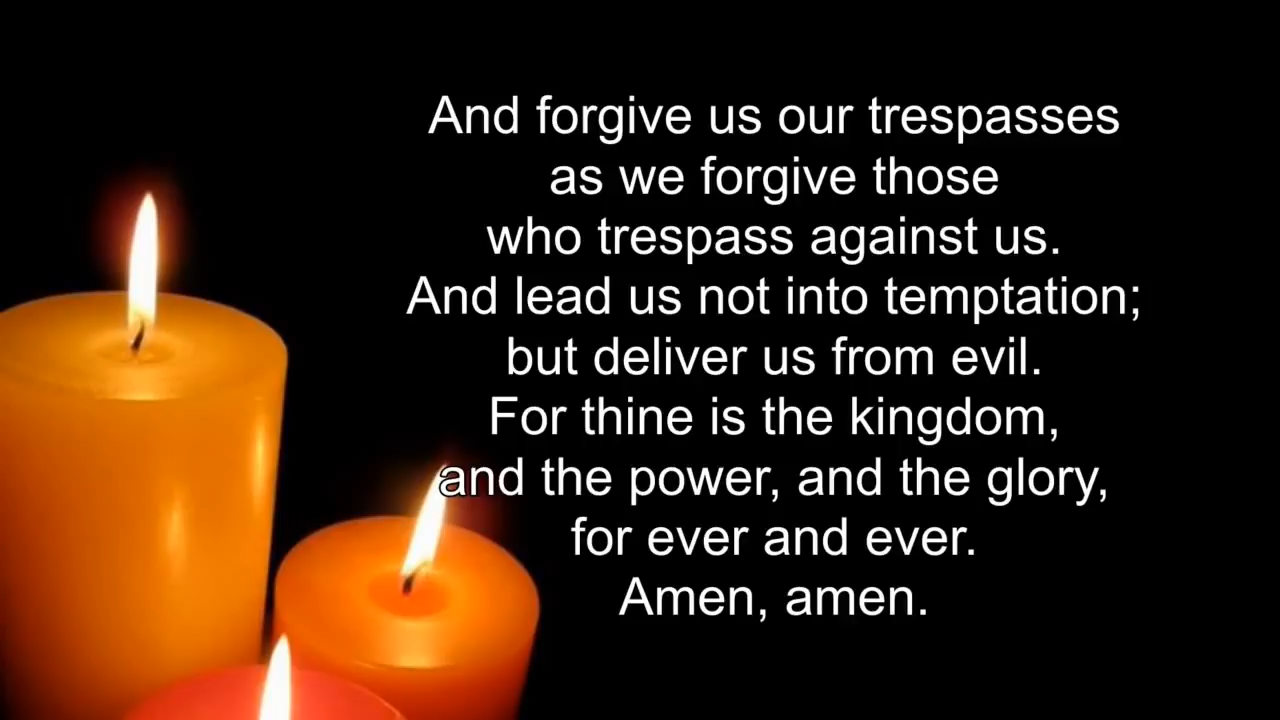 And forgive us our trespasses
as we forgive those
who trespass against us.
And lead us not into temptation;
but deliver us from evil.
For thine is the kingdom,
and the power, and the glory,
for ever and ever.
Amen, amen.